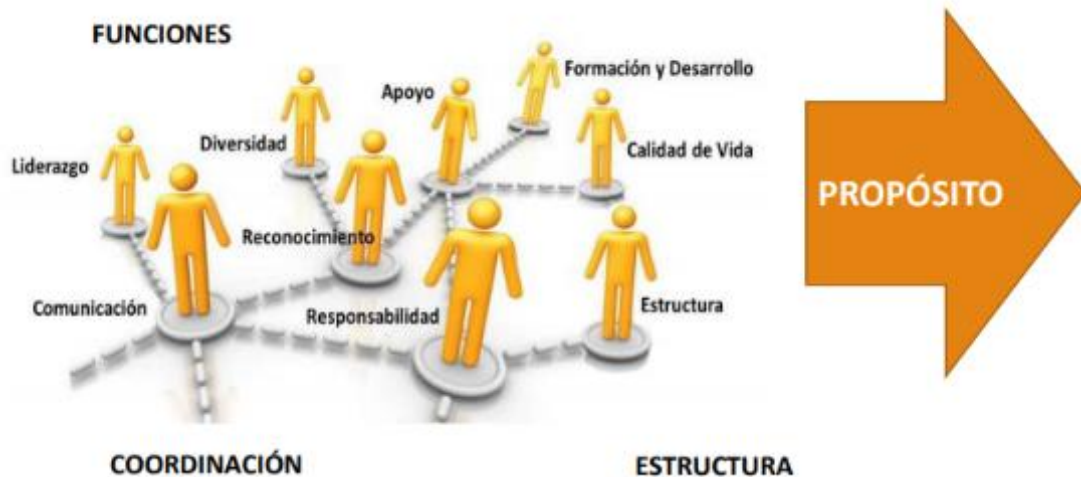 FUNCIONES
Formación y Desarrollo
Apoyo
Diversidad
Calidad de Vida
Liderazgo
PROPÓSITO
Reconocimiento
Comunicación
Responsabilidad
Estructura
COORDINACIÓN
ESTRUCTURA